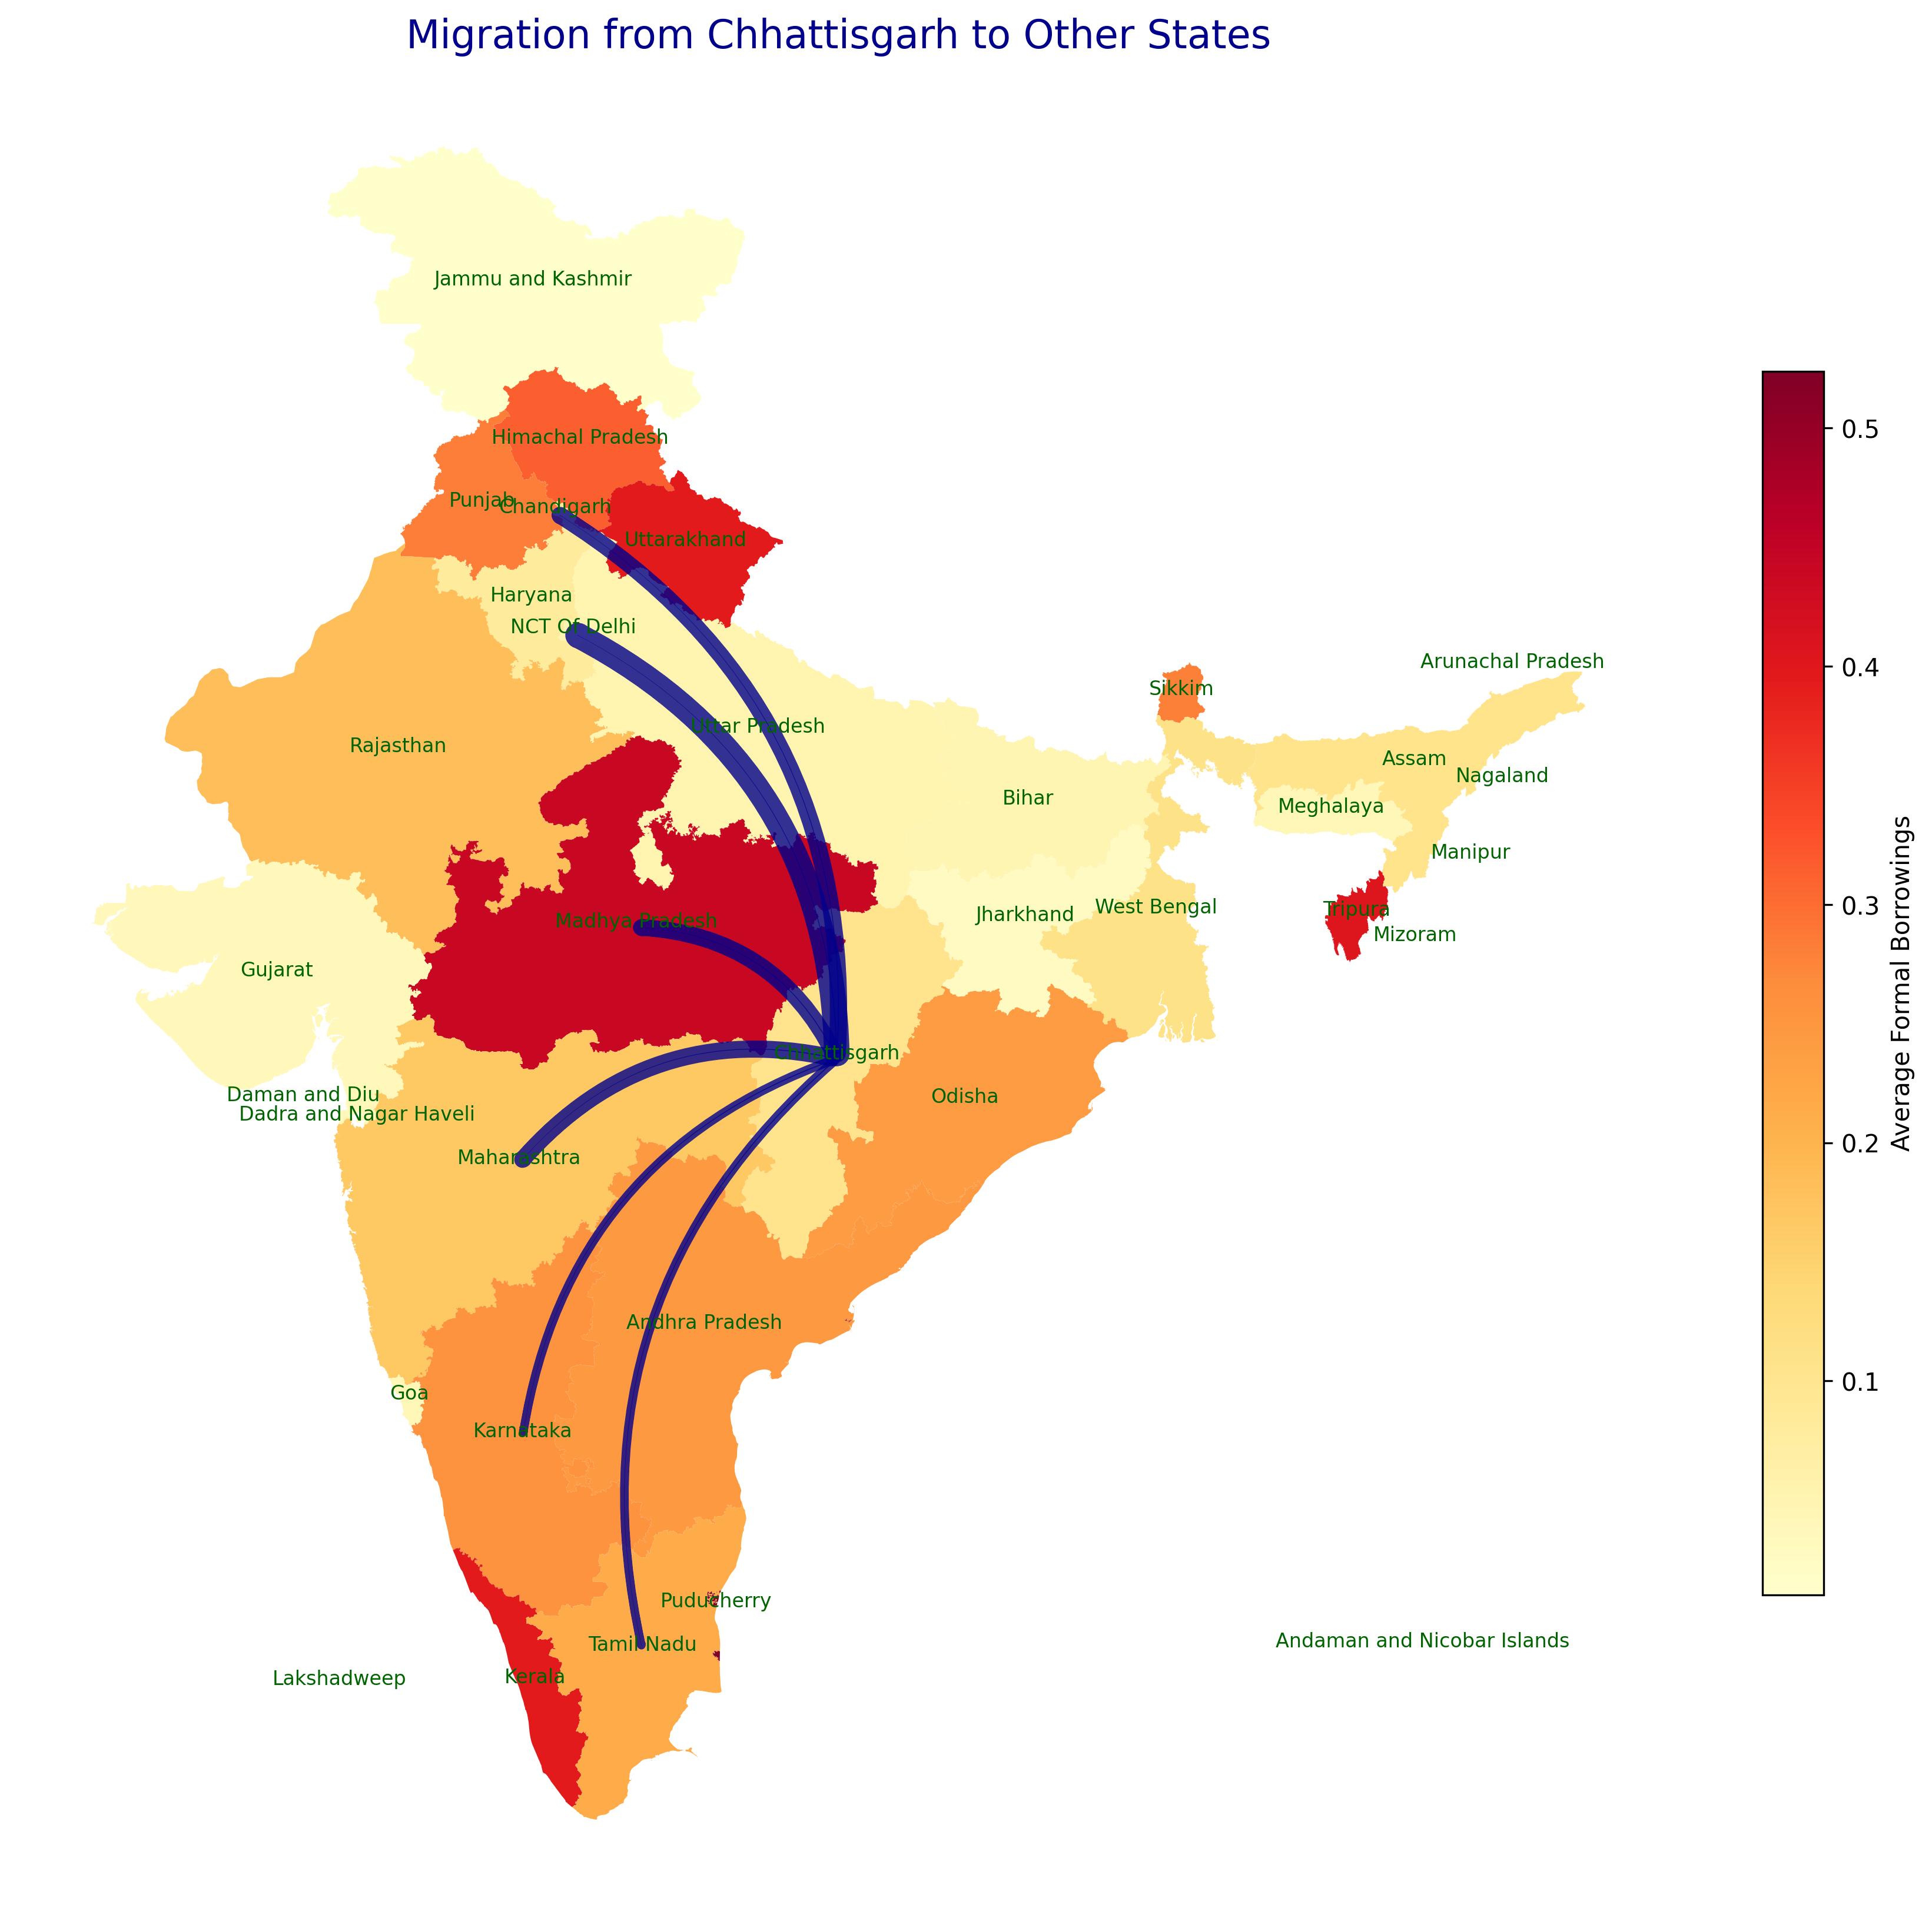 Migration from Chhattisgarh to Other States
Jammu and Kashmir
Himachal Pradesh
Punjab
Chandigarh
Uttarakhand
Haryana
NCT Of Delhi
Arunachal Pradesh
Sikkim
Uttar Pradesh
Rajasthan
Assam
Nagaland
Bihar
Meghalaya
Manipur
Madhya Pradesh
Jharkhand
West Bengal
Tripura
Mizoram
Gujarat
Chhattisgarh
Daman and Diu
Dadra and Nagar Haveli
Odisha
Maharashtra
Andhra Pradesh
Goa
Karnataka
Puducherry
Tamil Nadu
Andaman and Nicobar Islands
Lakshadweep
Kerala
0.5
0.4
0.3
0.2
0.1
Average Formal Borrowings